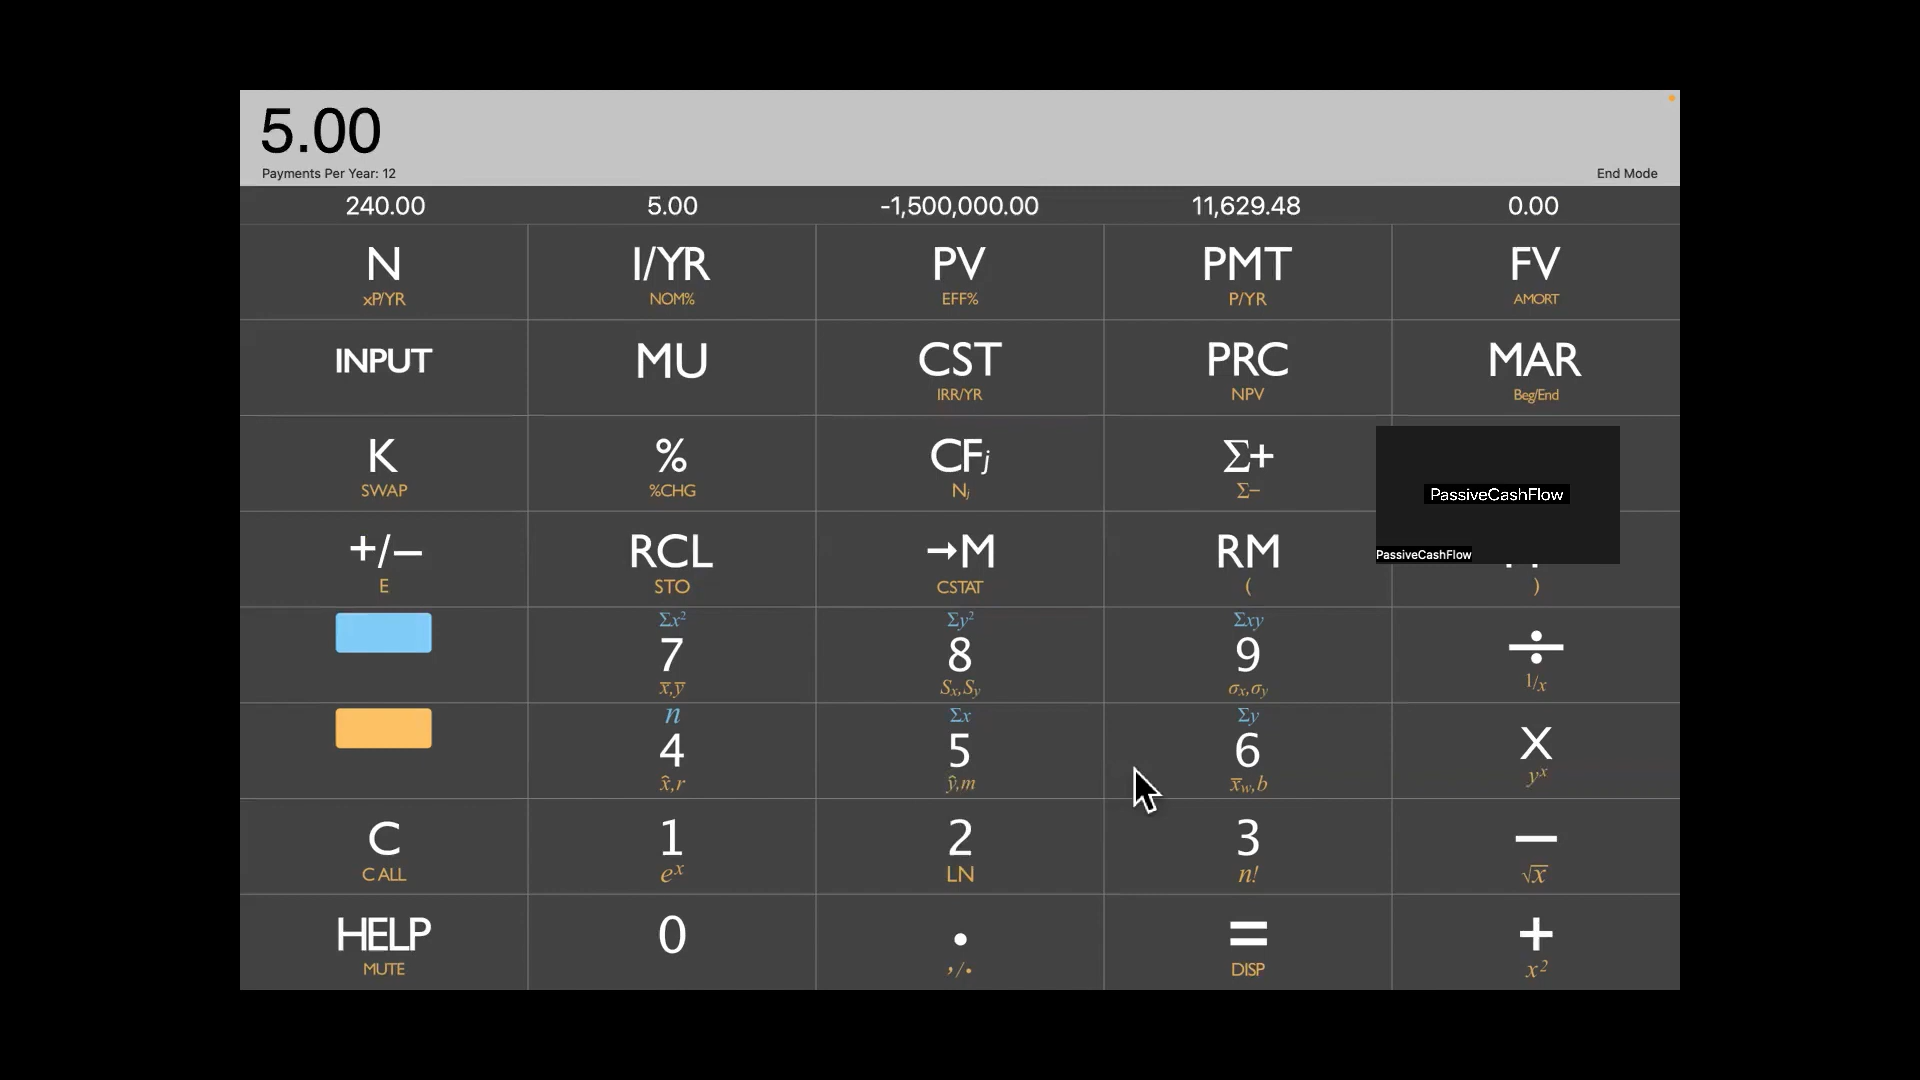 5.00
Payments Per Year: 12 End Mode
240.00 5.00 -1,500,000.00 11,629.48 0.00
N I/YR PV PMT FV
xP/YR NOM% EFF% P/YR AMORT
INPUT MU CST PRC MAR
IRR/YR NPV Beg/End
K % CFj Σ+
SWAP %CHG Nj Σ−
PassiveCashFlow
PassiveCashFlow
+/− RCL →M RM
E STO CSTAT ( )
Σx² Σy² Σxy
7 8 9 ÷
x̅,y̅ Sx,Sy σx,σy 1/x
n Σx Σy
4 5 6 X
x̂,r ŷ,m x̅w,b yˣ
C 1 2 3 −
C ALL eˣ LN n! √x
HELP 0 . = +
MUTE ,/. DISP x²